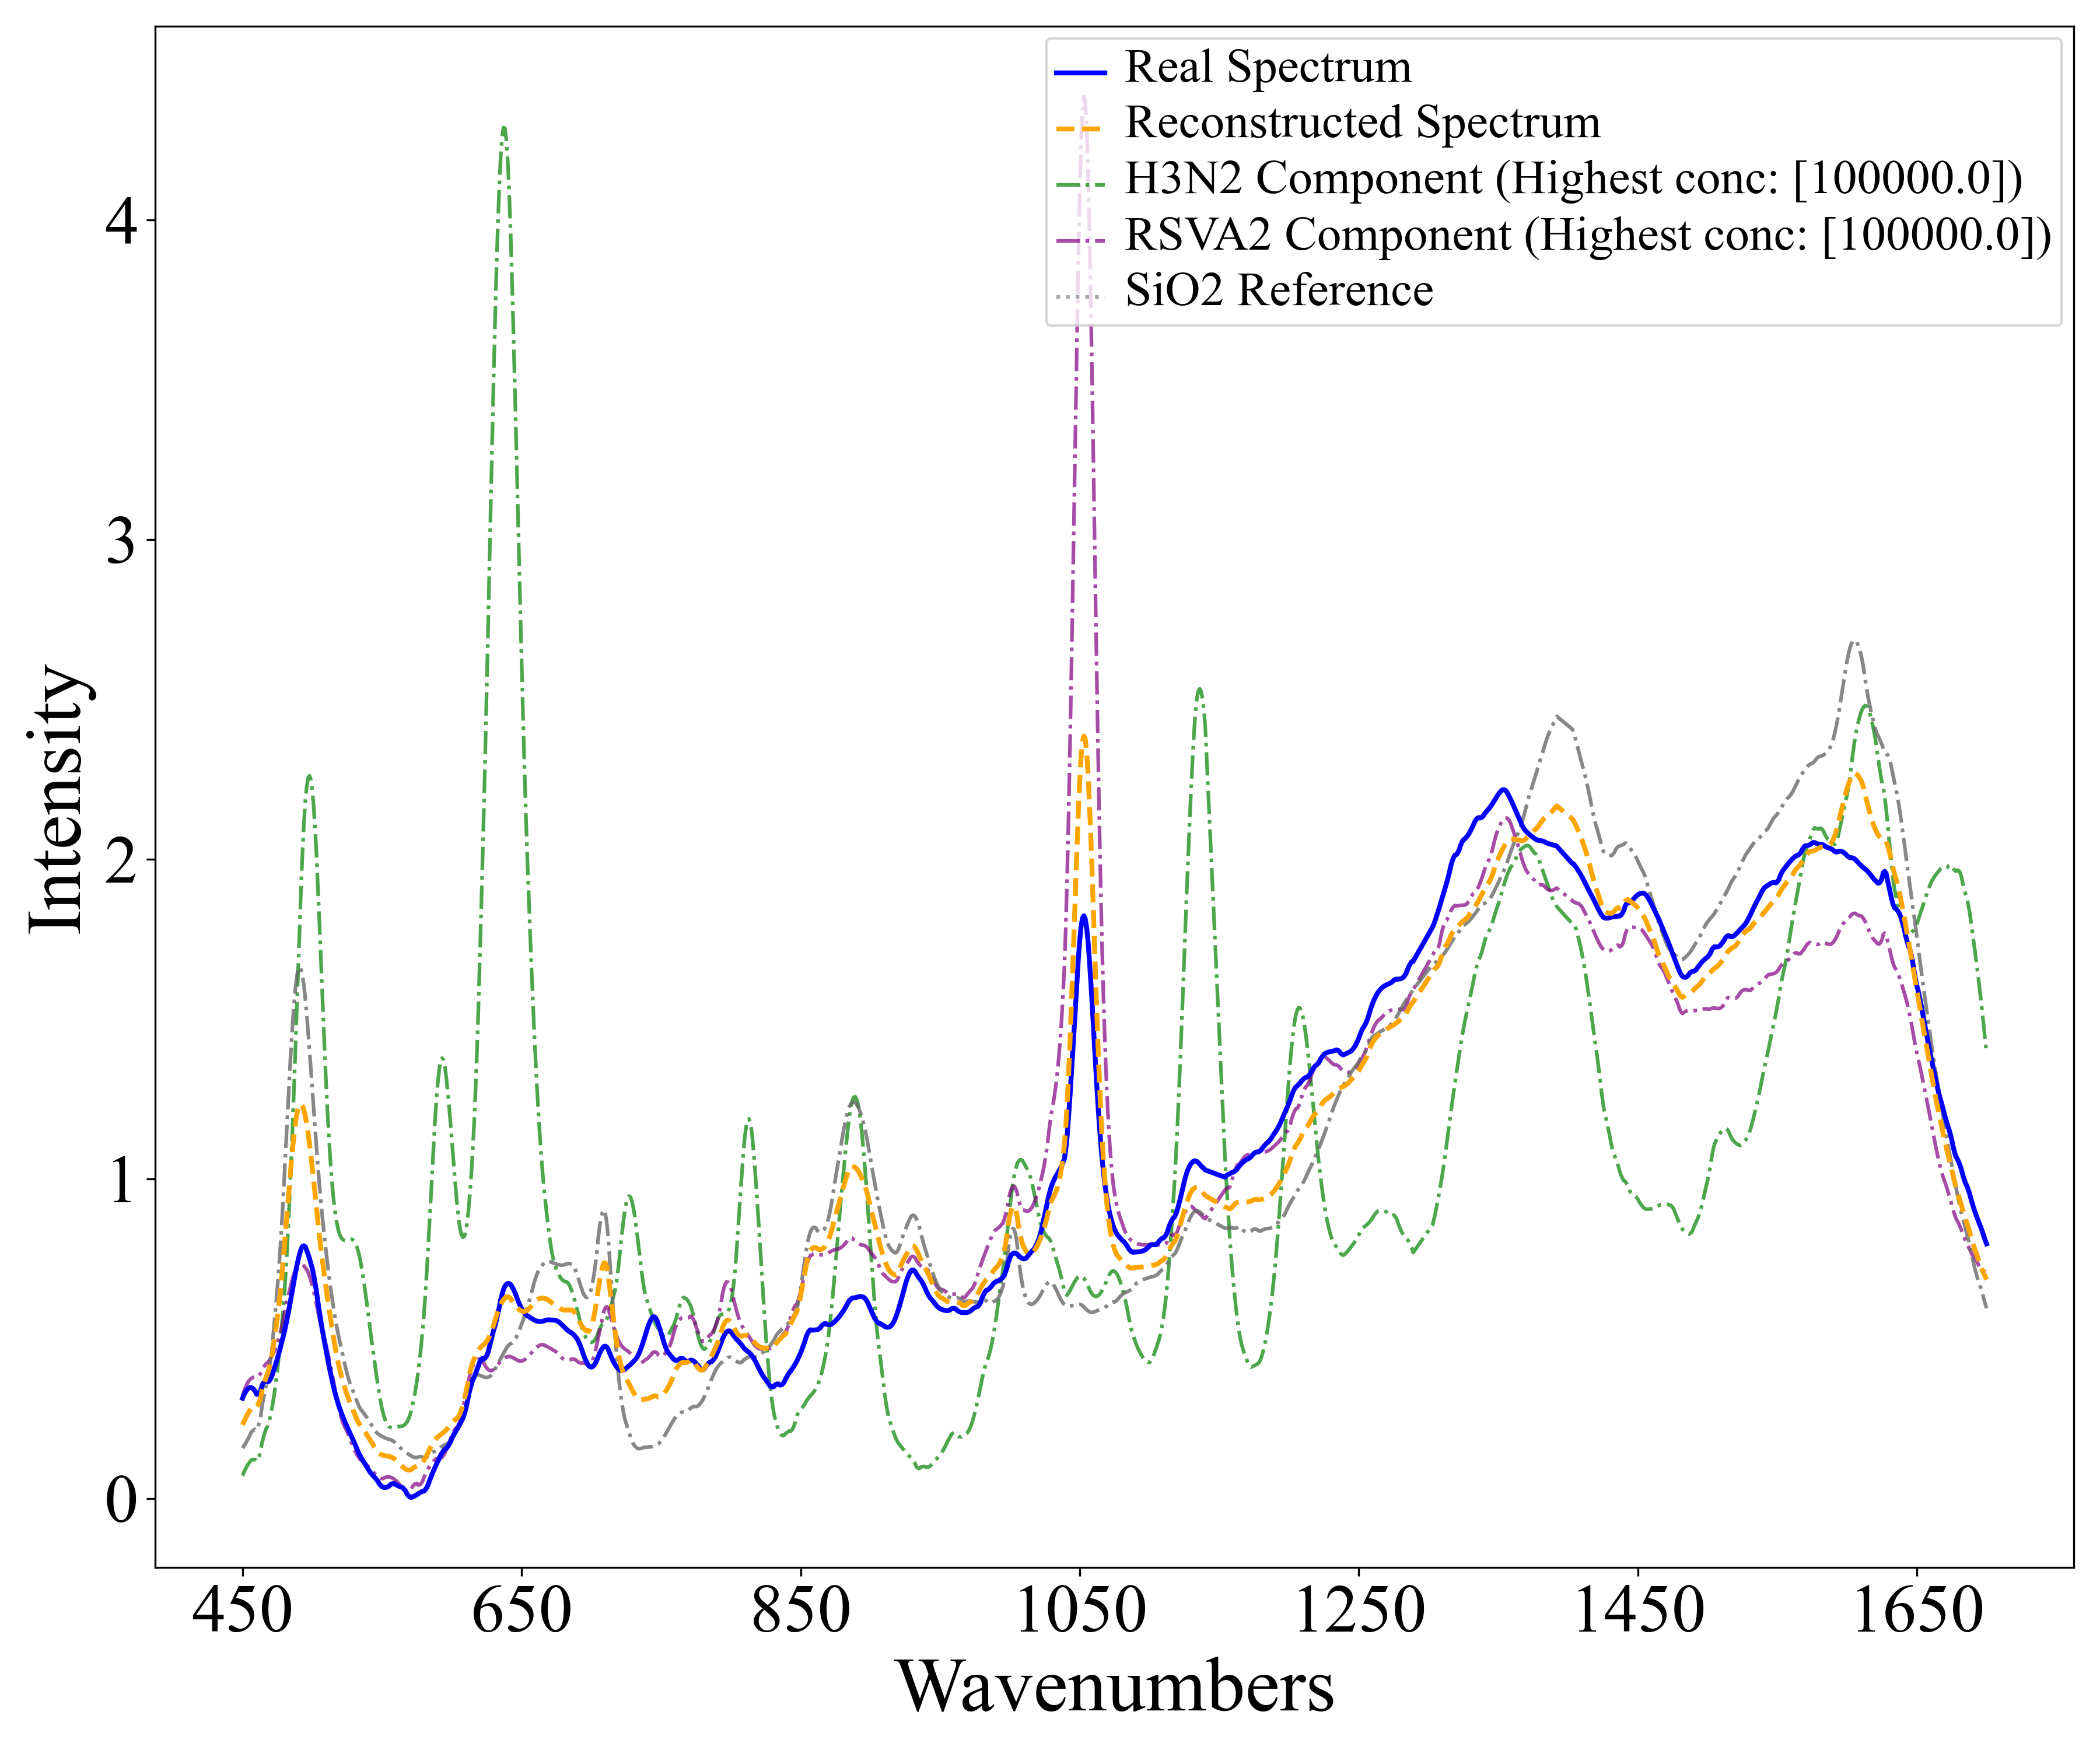 Real Spectrum
Reconstructed Spectrum
H3N2 Component (Highest conc: [100000.0])
RSVA2 Component (Highest conc: [100000.0])
SiO2 Reference
Intensity
4
3
2
1
0
450 650 850 1050 1250 1450 1650
Wavenumbers